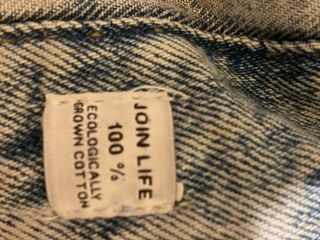 JOIN LIFE
100 %
ECOLOGICALLY
GROWN COTTON